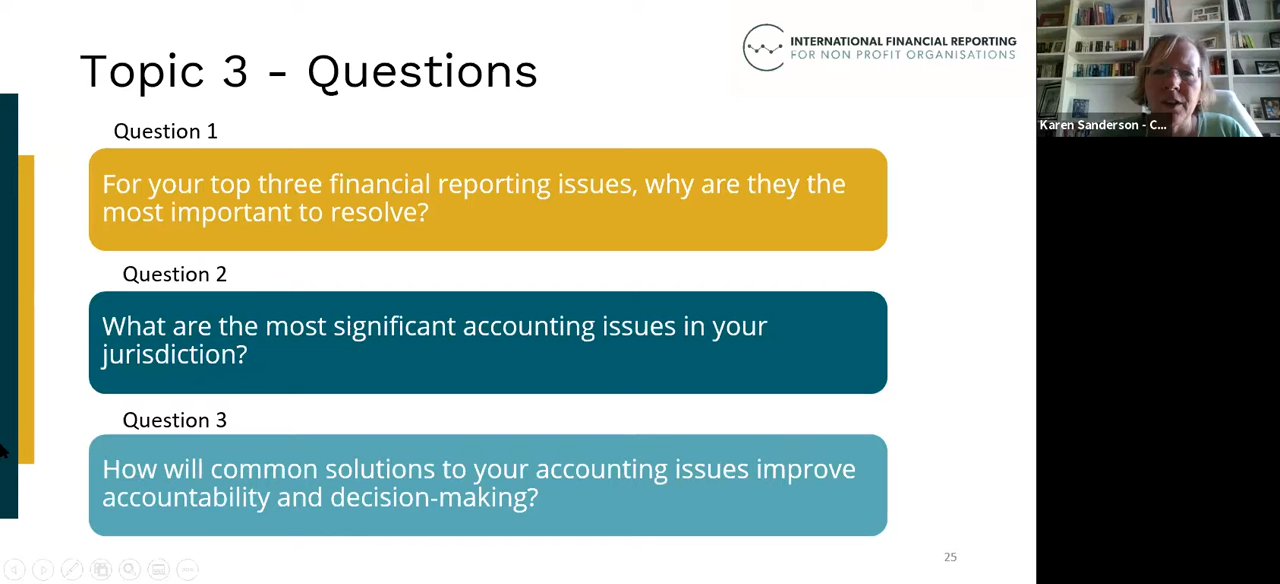 Topic 3 - Questions
INTERNATIONAL FINANCIAL REPORTING
FOR NON PROFIT ORGANISATIONS
Karen Sanderson - C...
Question 1
For your top three financial reporting issues, why are they the
most important to resolve?
Question 2
What are the most significant accounting issues in your
jurisdiction?
Question 3
How will common solutions to your accounting issues improve
accountability and decision-making?
25